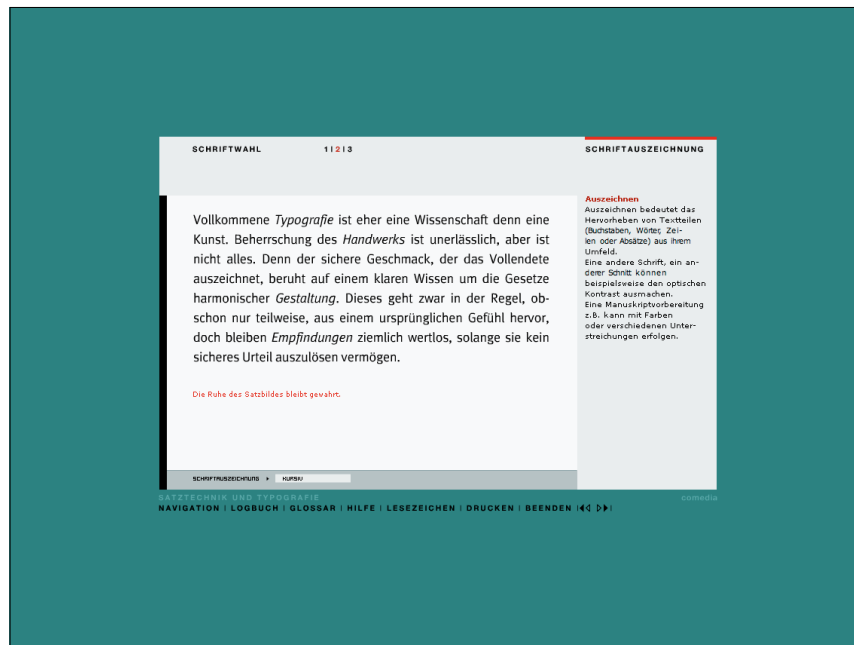 SCHRIFTWAHL 1 | 2 | 3 SCHRIFTAUSZEICHNUNG
Vollkommene Typografie ist eher eine Wissenschaft denn eine
Kunst. Beherrschung des Handwerks ist unerlässlich, aber ist
nicht alles. Denn der sichere Geschmack, der das Vollendete
auszeichnet, beruht auf einem klaren Wissen um die Gesetze
harmonischer Gestaltung. Dieses geht zwar in der Regel, ob-
schon nur teilweise, aus einem ursprünglichen Gefühl hervor,
doch bleiben Empfindungen ziemlich wertlos, solange sie kein
sicheres Urteil auszulösen vermögen.
Die Ruhe des Satzbildes bleibt gewahrt.
Auszeichnen
Auszeichnen bedeutet das
Hervorheben von Textteilen
(Buchstaben, Wörter, Zei-
len oder Absätze) aus ihrem
Umfeld.
Eine andere Schrift, ein an-
derer Schnitt können
beispielsweise den optischen
Kontrast ausmachen.
Eine Manuskriptvorbereitung
z.B. kann mit Farben
oder verschiedenen Unter-
streichungen erfolgen.
SCHRIFTAUSZEICHNUNG KURSIV
SATZTECHNIK UND TYPOGRAFIE comedia
NAVIGATION | LOGBUCH | GLOSSAR | HILFE | LESEZEICHEN | DRUCKEN | BEENDEN